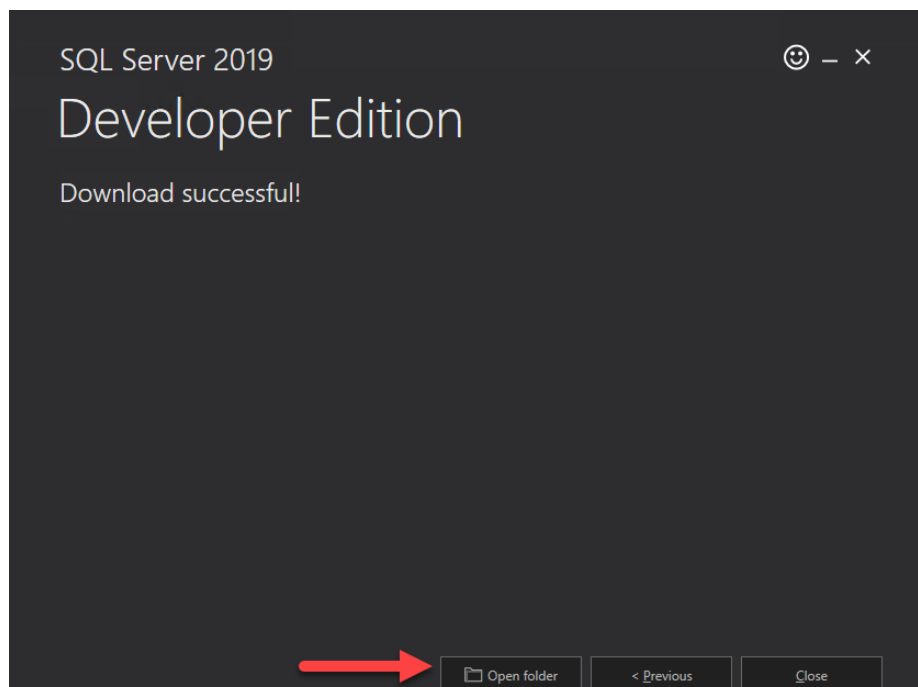 SQL Server 2019
Developer Edition
Download successful!
Open folder
< Previous
Close